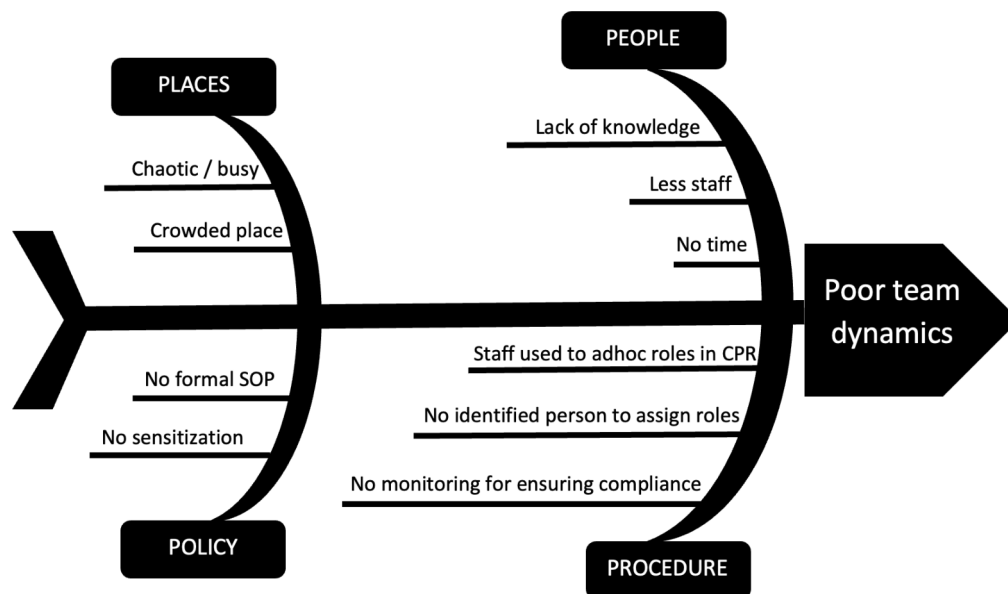 PLACES
Chaotic / busy
Crowded place
PEOPLE
Lack of knowledge
Less staff
No time
Poor team
dynamics
No formal SOP
No sensitization
POLICY
Staff used to adhoc roles in CPR
No identified person to assign roles
No monitoring for ensuring compliance
PROCEDURE